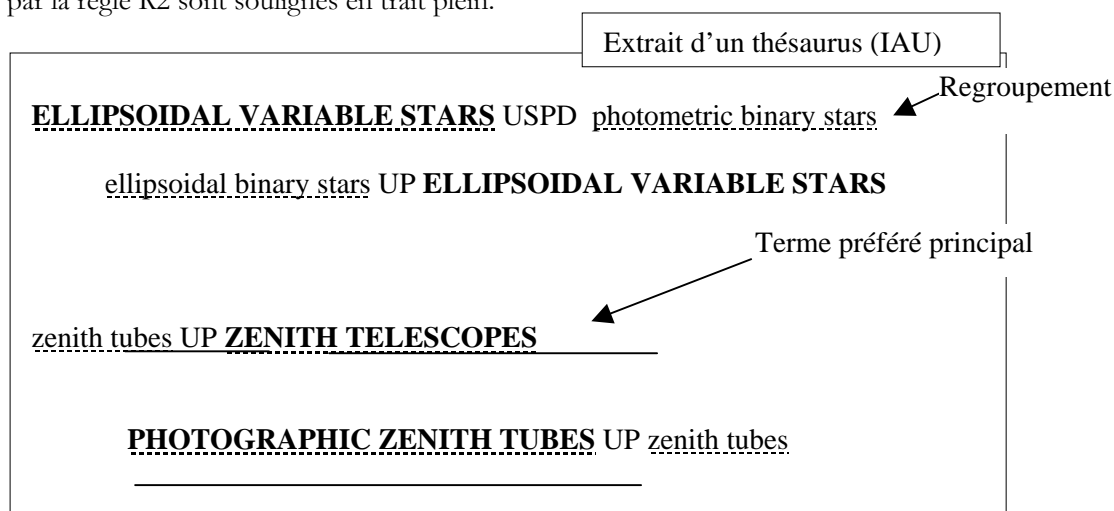 par la règle R2 sont soulignés en trait plein.
Extrait d'un thésaurus (IAU)
Regroupement
ELLIPSOIDAL VARIABLE STARS USPD photometric binary stars
ellipsoidal binary stars UP ELLIPSOIDAL VARIABLE STARS
Terme préféré principal
zenith tubes UP ZENITH TELESCOPES
PHOTOGRAPHIC ZENITH TUBES UP zenith tubes